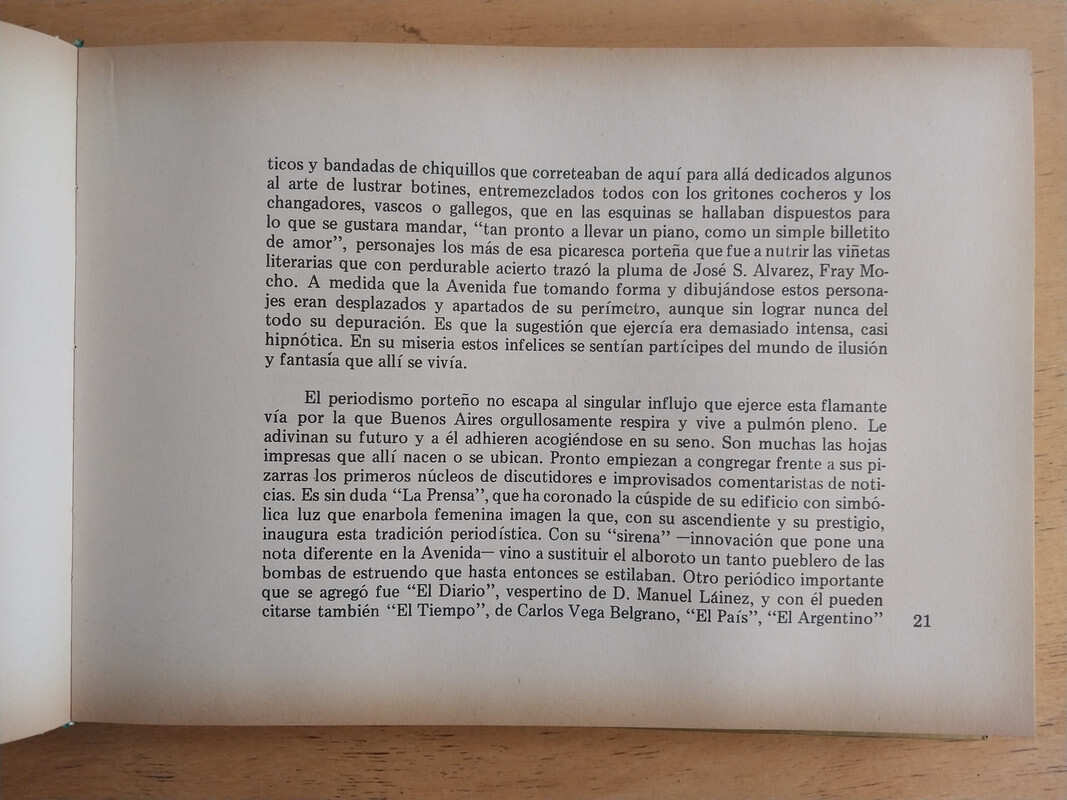 ticos y bandadas de chiquillos que correteaban de aquí para allá dedicados algunos
al arte de lustrar botines, entremezclados todos con los gritones cocheros y los
changadores, vascos o gallegos, que en las esquinas se hallaban dispuestos para
lo que se gustara mandar, “tan pronto a llevar un piano, como un simple billetito
de amor”, personajes los más de esa picaresca porteña que fue a nutrir las viñetas
literarias que con perdurable acierto trazó la pluma de José S. Alvarez, Fray Mo-
cho. A medida que la Avenida fue tomando forma y dibujándose estos persona-
jes eran desplazados y apartados de su perímetro, aunque sin lograr nunca del
todo su depuración. Es que la sugestión que ejercía era demasiado intensa, casi
hipnótica. En su miseria estos infelices se sentían partícipes del mundo de ilusión
y fantasía que allí se vivía.
El periodismo porteño no escapa al singular influjo que ejerce esta flamante
vía por la que Buenos Aires orgullosamente respira y vive a pulmón pleno. Le
adivinan su futuro y a él adhieren acogiéndose en su seno. Son muchas las hojas
impresas que allí nacen o se ubican. Pronto empiezan a congregar frente a sus pi-
zarras los primeros núcleos de discutidores e improvisados comentaristas de noti-
cias. Es sin duda “La Prensa”, que ha coronado la cúspide de su edificio con simbó-
lica luz que enarbola femenina imagen la que, con su ascendiente y su prestigio,
inaugura esta tradición periodística. Con su “sirena” —innovación que pone una
nota diferente en la Avenida— vino a sustituir el alboroto un tanto pueblero de las
bombas de estruendo que hasta entonces se estilaban. Otro periódico importante
que se agregó fue “El Diario”, vespertino de D. Manuel Láinez, y con él pueden
citarse también “El Tiempo”, de Carlos Vega Belgrano, “El País”, “El Argentino”
21